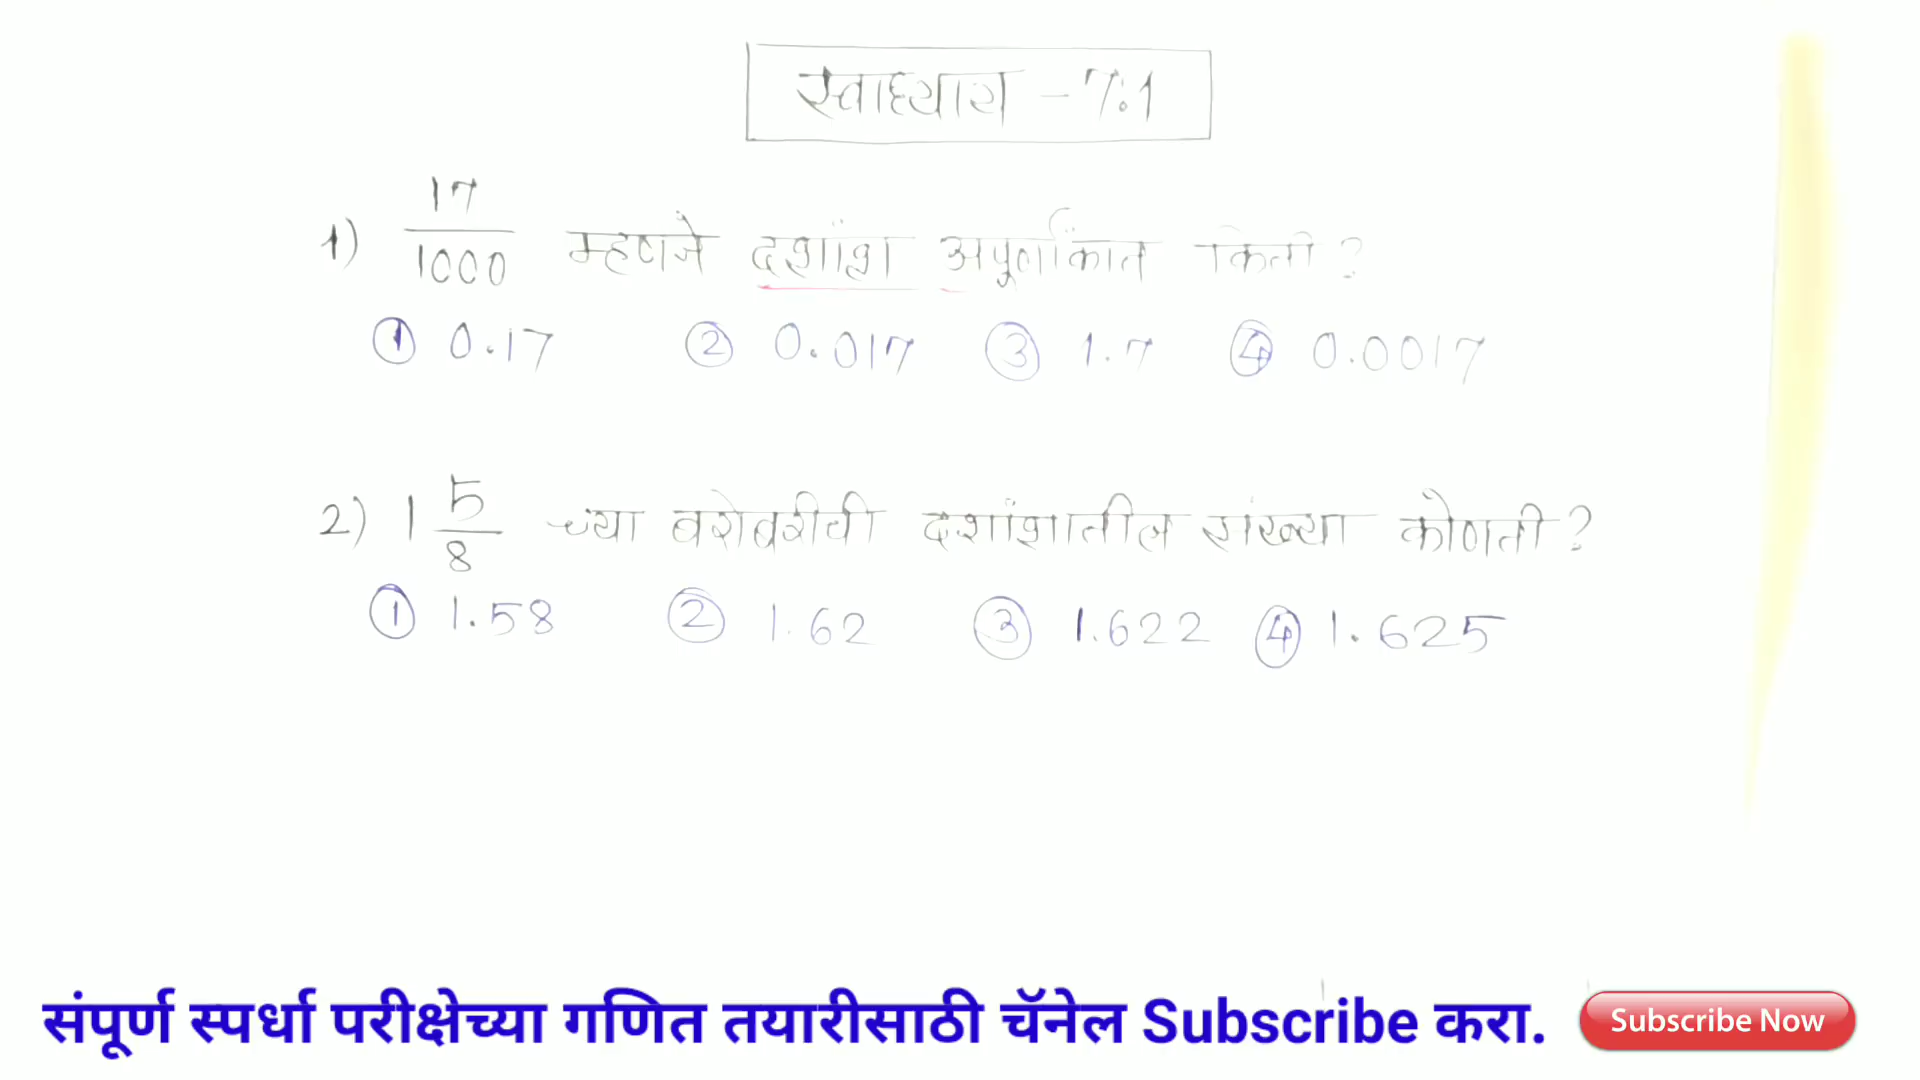 स्वाध्याय - 7.1
1) 17/1000 म्हणजे दशांश अपूर्णांकात किती?
① 0.17 ② 0.017 ③ 1.7 ④ 0.0017
2) 1 5/8 च्या बरोबरीची दशांशातील संख्या कोणती?
① 1.58 ② 1.62 ③ 1.622 ④ 1.625
संपूर्ण स्पर्धा परीक्षेच्या गणित तयारीसाठी चॅनेल Subscribe करा. Subscribe Now